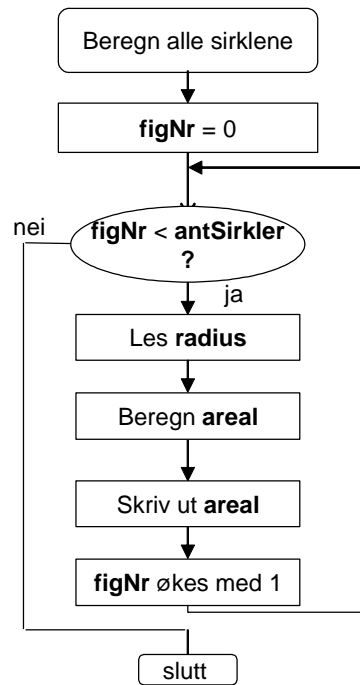 Beregn alle sirklene
figNr = 0
nei
figNr < antSirkler
?
ja
Les radius
Beregn areal
Skriv ut areal
figNr økes med 1
slutt